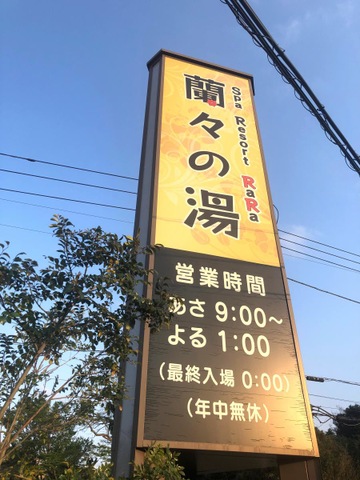 蘭々の湯
Spa Resort RaRa
営業時間
あさ 9:00~
よる 1:00
(最終入場 0:00)
(年中無休)